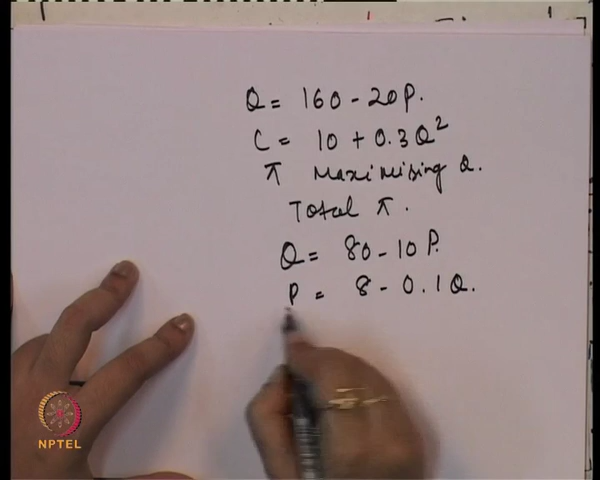 Q = 160 - 20P.
C = 10 + 0.3Q²
π Maximising Q.
Total π.
Q = 80 - 10P.
P = 8 - 0.1Q.
NPTEL